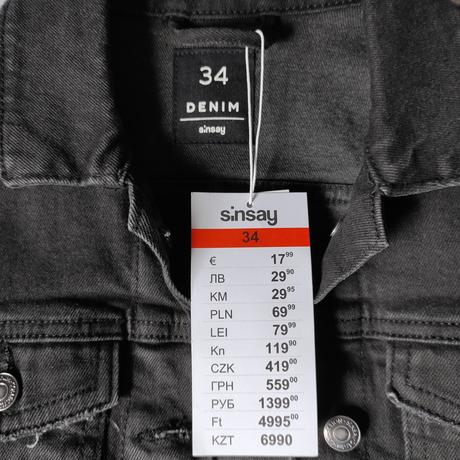 34
DENIM
sinsay
sinsay
34
€ 17⁹⁹
ЛВ 29⁹⁰
KM 29⁹⁵
PLN 69⁹⁹
LEI 79⁹⁹
Kn 119⁹⁰
CZK 419⁰⁰
ГРН 559⁰⁰
РУБ 1399⁰⁰
Ft 4995⁰⁰
KZT 6990